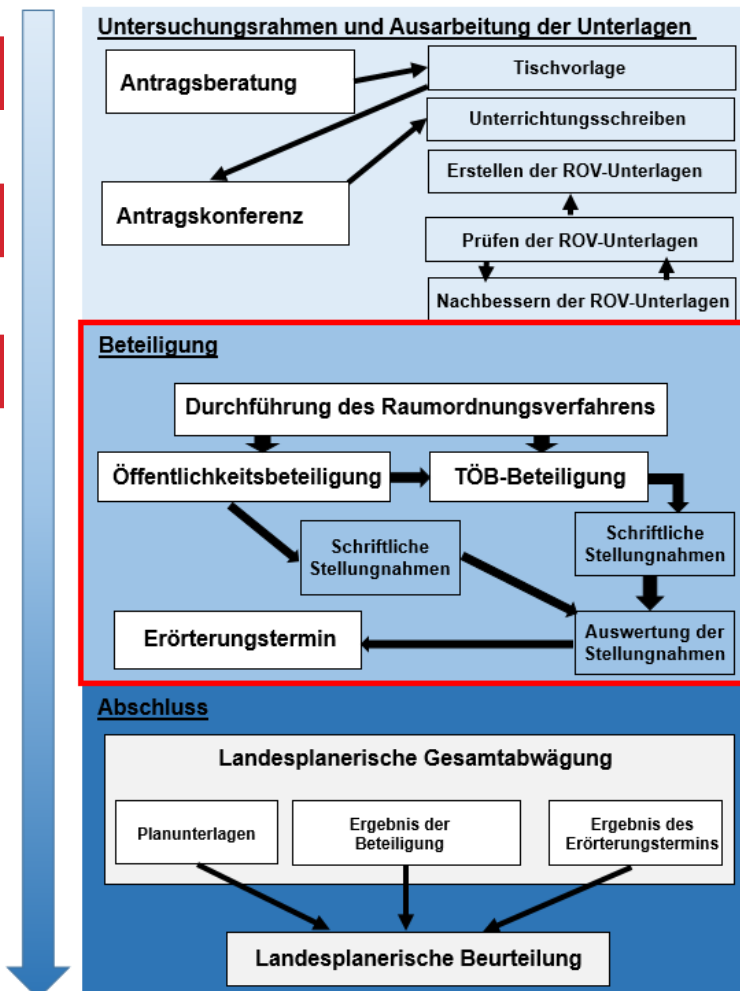 Untersuchungsrahmen und Ausarbeitung der Unterlagen
Antragsberatung
Tischvorlage
Unterrichtungsschreiben
Erstellen der ROV-Unterlagen
Antragskonferenz
Prüfen der ROV-Unterlagen
Nachbessern der ROV-Unterlagen
Beteiligung
Durchführung des Raumordnungsverfahrens
Öffentlichkeitsbeteiligung
TÖB-Beteiligung
Schriftliche
Stellungnahmen
Schriftliche
Stellungnahmen
Erörterungstermin
Auswertung der
Stellungnahmen
Abschluss
Landesplanerische Gesamtabwägung
Planunterlagen
Ergebnis der
Beteiligung
Ergebnis des
Erörterungstermins
Landesplanerische Beurteilung